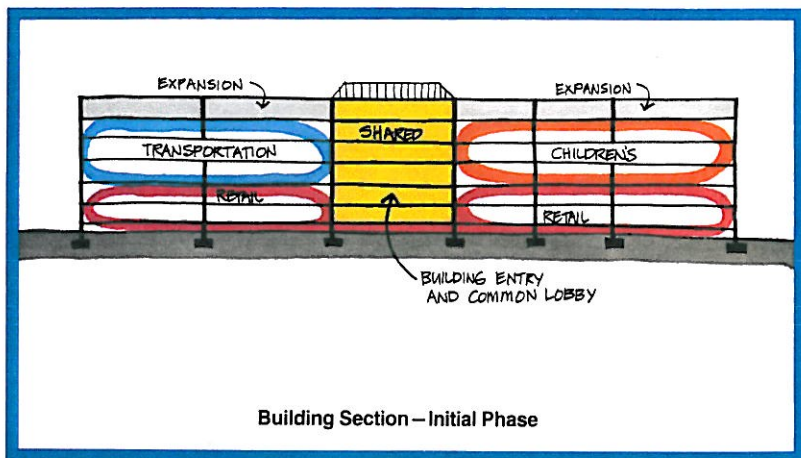 EXPANSION
EXPANSION
SHARED
TRANSPORTATION
CHILDREN'S
RETAIL
RETAIL
BUILDING ENTRY
AND COMMON LOBBY
Building Section – Initial Phase